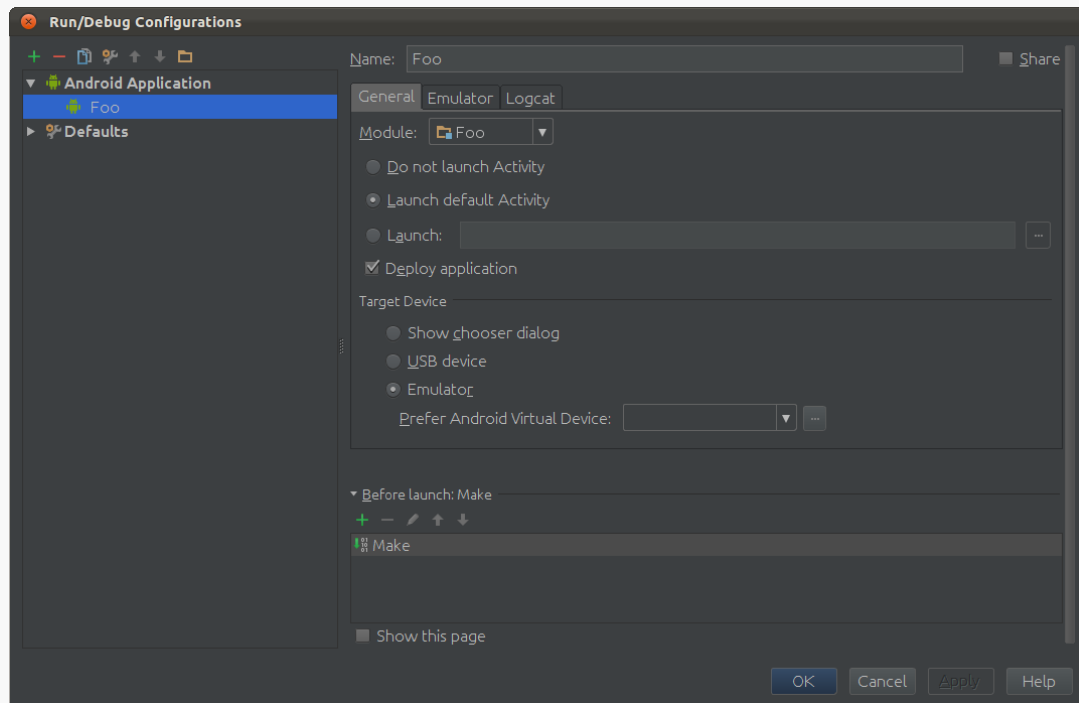 Run/Debug Configurations
Android Application
Foo
Defaults
Name: Foo
Share
General Emulator Logcat
Module: Foo
Do not launch Activity
Launch default Activity
Launch:
...
Deploy application
Target Device
Show chooser dialog
USB device
Emulator
Prefer Android Virtual Device:
...
Before launch: Make
Make
Show this page
OK Cancel Apply Help